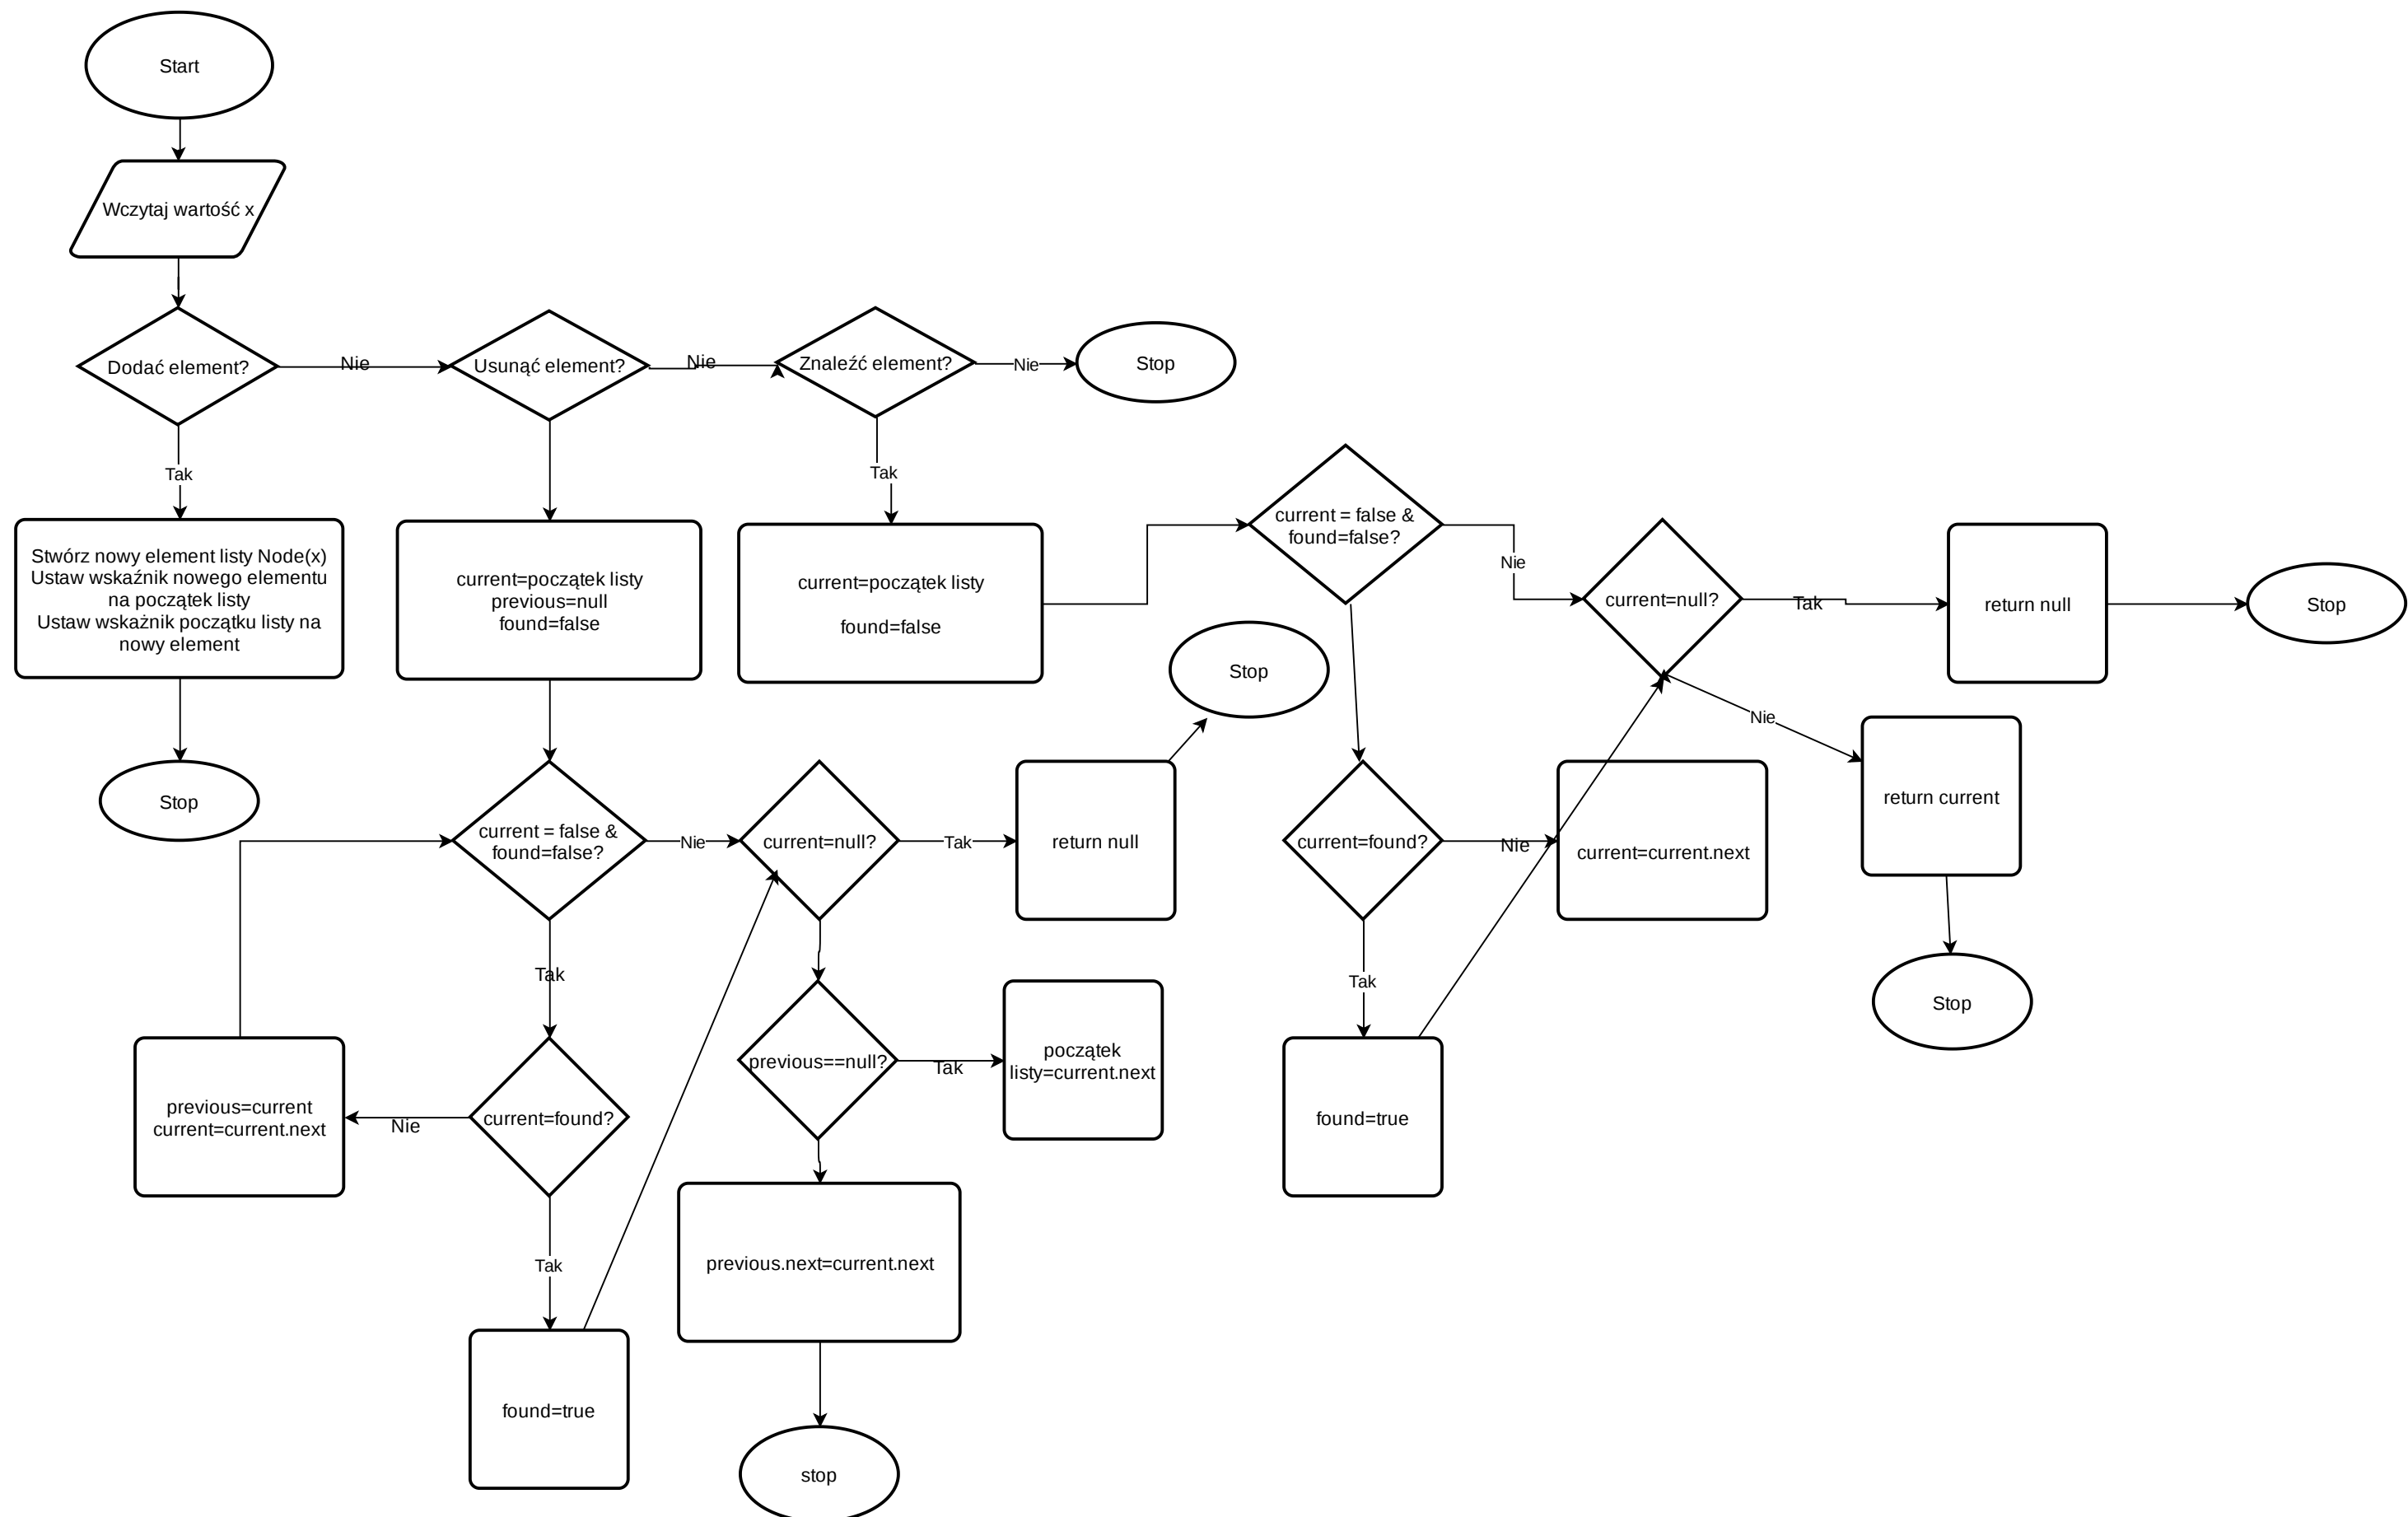 Start
Wczytaj wartość x
Dodać element?
Nie
Usunąć element?
Nie
Znaleźć element?
Nie
Stop
Tak
Tak
Stwórz nowy element listy Node(x)
Ustaw wskaźnik nowego elementu
na początek listy
Ustaw wskażnik początku listy na
nowy element
current=początek listy
previous=null
found=false
current=początek listy
found=false
current = false &
found=false?
Nie
current=null?
Tak
return null
Stop
Stop
Nie
return current
Stop
Stop
current = false &
found=false?
Nie
current=null?
Tak
return null
current=found?
Nie
current=current.next
Tak
Tak
previous==null?
Tak
początek
listy=current.next
previous=current
current=current.next
Nie
current=found?
found=true
Tak
previous.next=current.next
found=true
stop